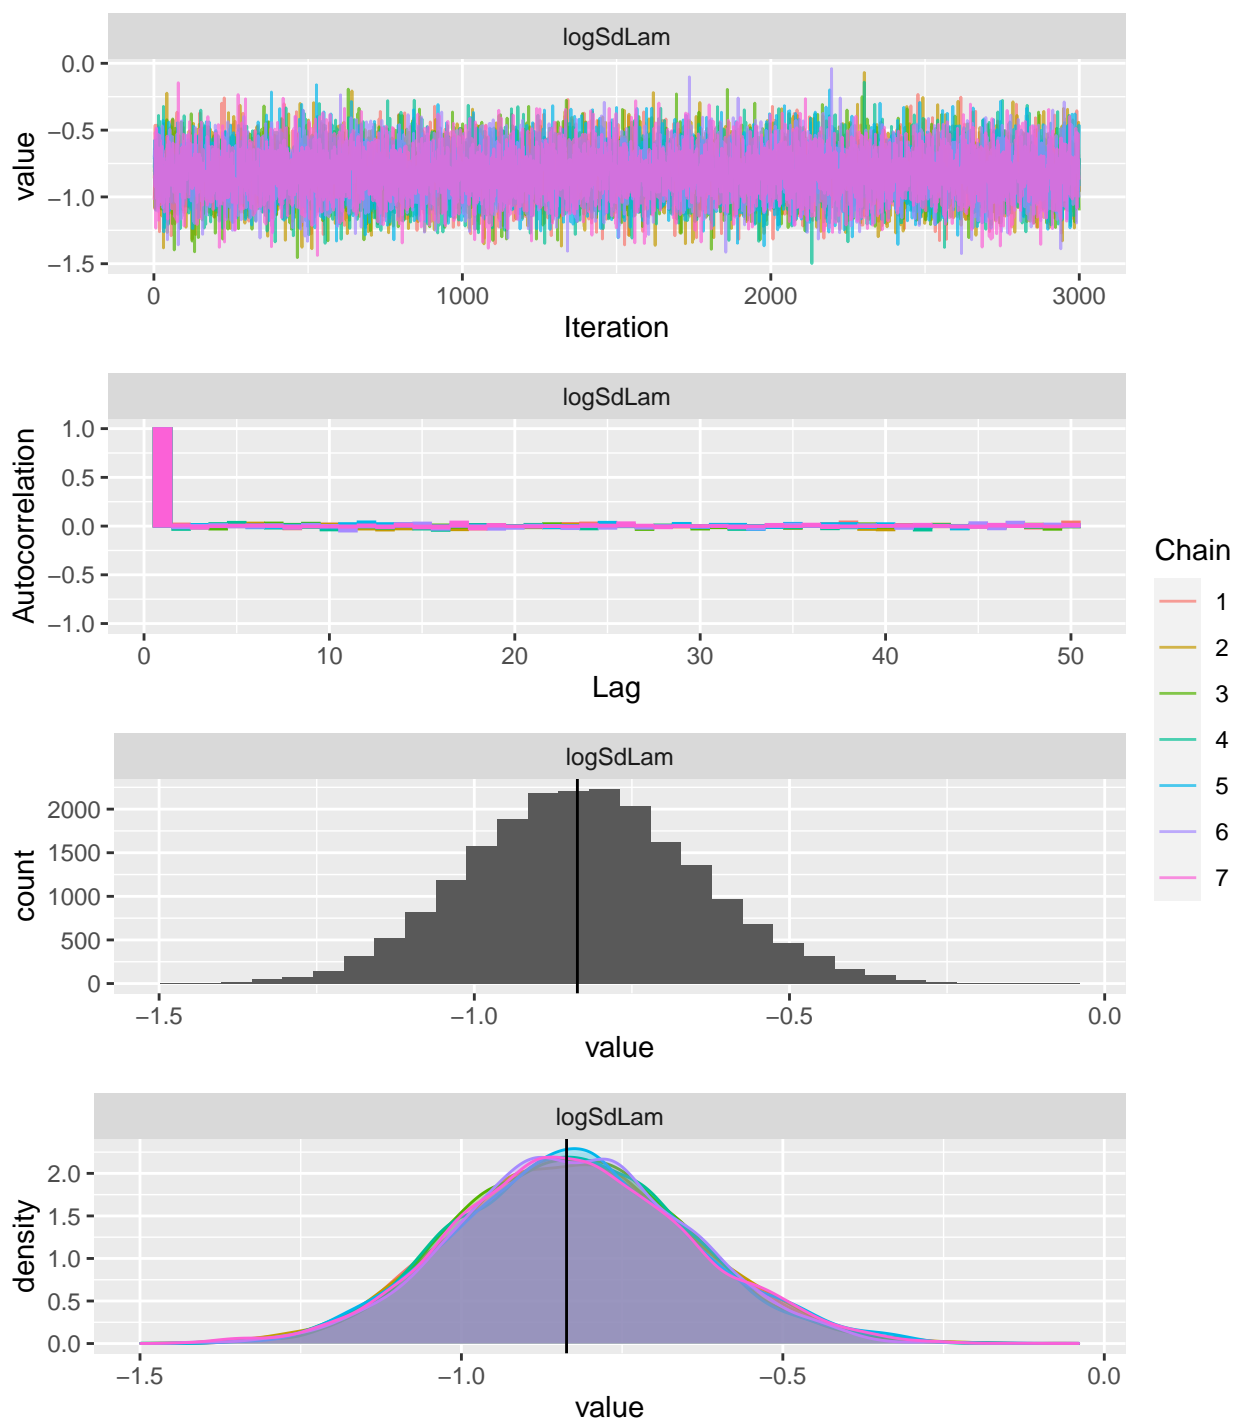 logSdLam
0.0
−0.5
−1.0
−1.5
value
0 1000 2000 3000
Iteration
logSdLam
1.0
0.5
0.0
−0.5
−1.0
Autocorrelation
0 10 20 30 40 50
Lag
logSdLam
2000
1500
1000
500
0
count
−1.5 −1.0 −0.5 0.0
value
logSdLam
2.0
1.5
1.0
0.5
0.0
density
−1.5 −1.0 −0.5 0.0
value
Chain
1
2
3
4
5
6
7